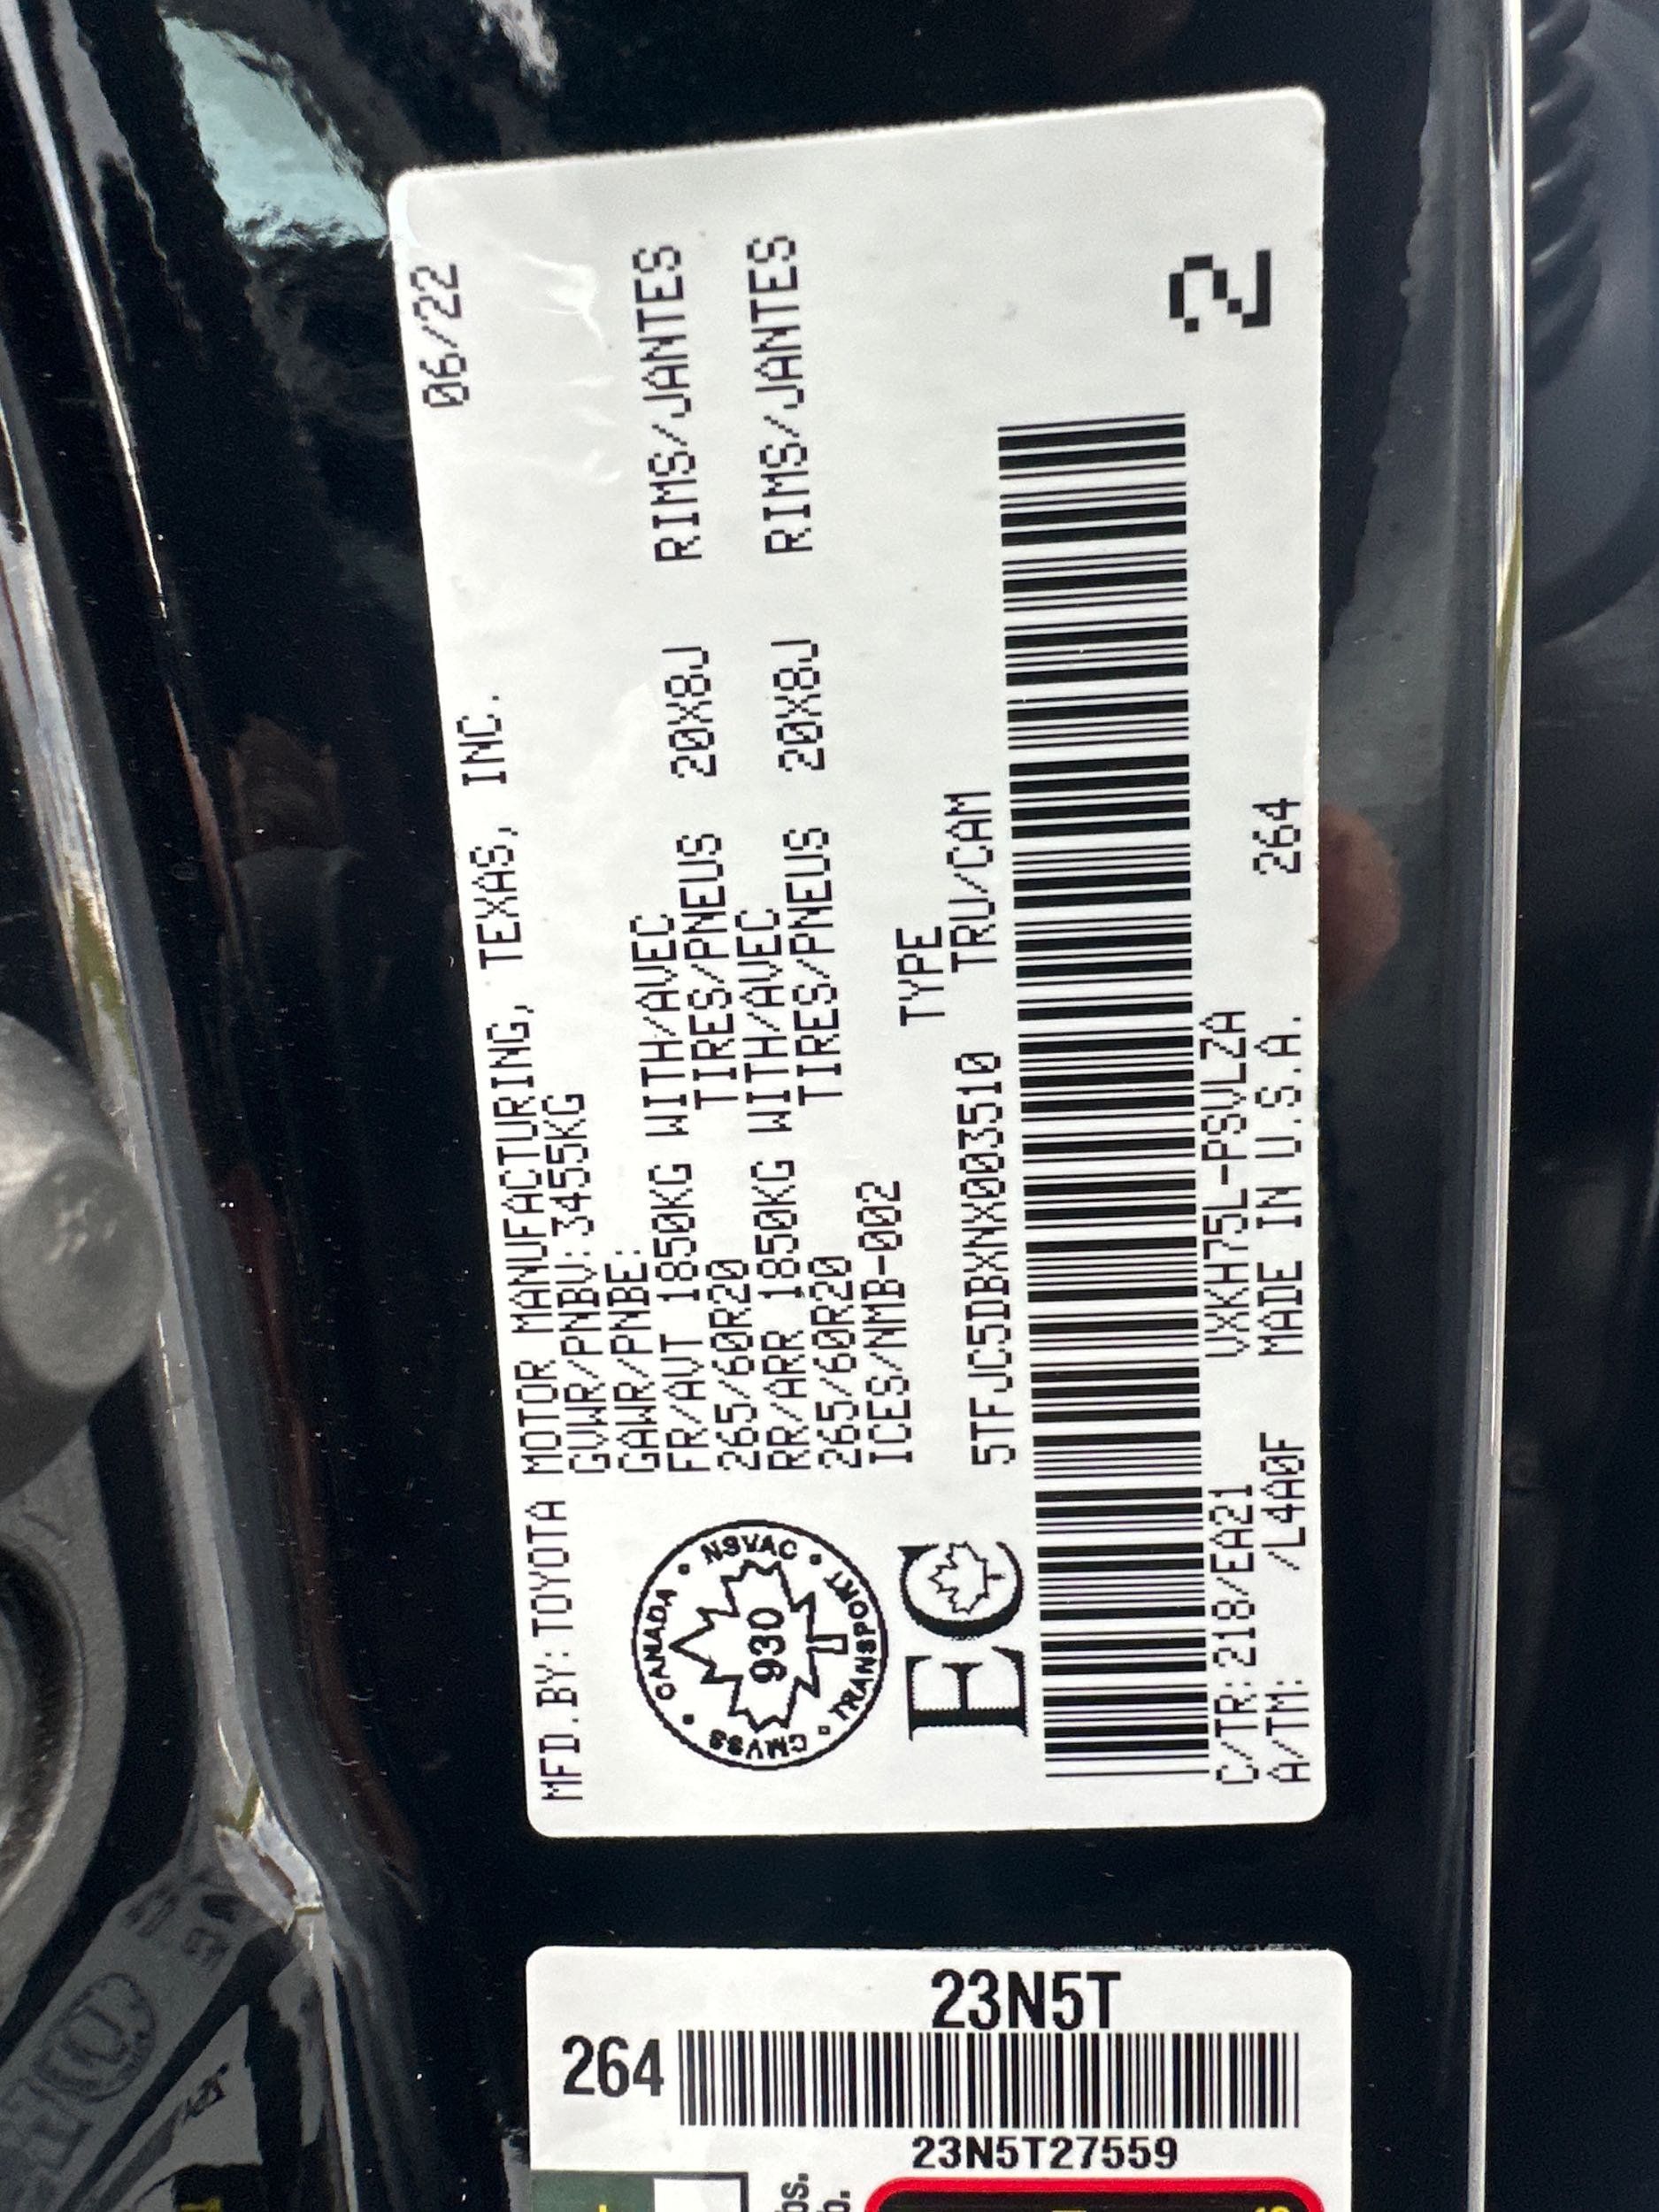 MFD.BY: TOYOTA MOTOR MANUFACTURING, TEXAS, INC. 06/22
GVWR/PNBV:3455KG
GAWR/PNBE:
FR/AVT 1850KG WITH/AVEC
265/60R20 TIRES/PNEUS 20X8J RIMS/JANTES
RR/ARR 1850KG WITH/AVEC
265/60R20 TIRES/PNEUS 20X8J RIMS/JANTES
ICES/NMB-002
TYPE
5TFJC5DBXNX003510 TRU/CAM
CANADA
NSVAC
930
T
TRANSPORT
CMVSS
EC
C/TR:218/EA21 VXKH75L-PSVLZA
A/TM: /L4A0F MADE IN U.S.A. 264
2
23N5T
264
23N5T27559